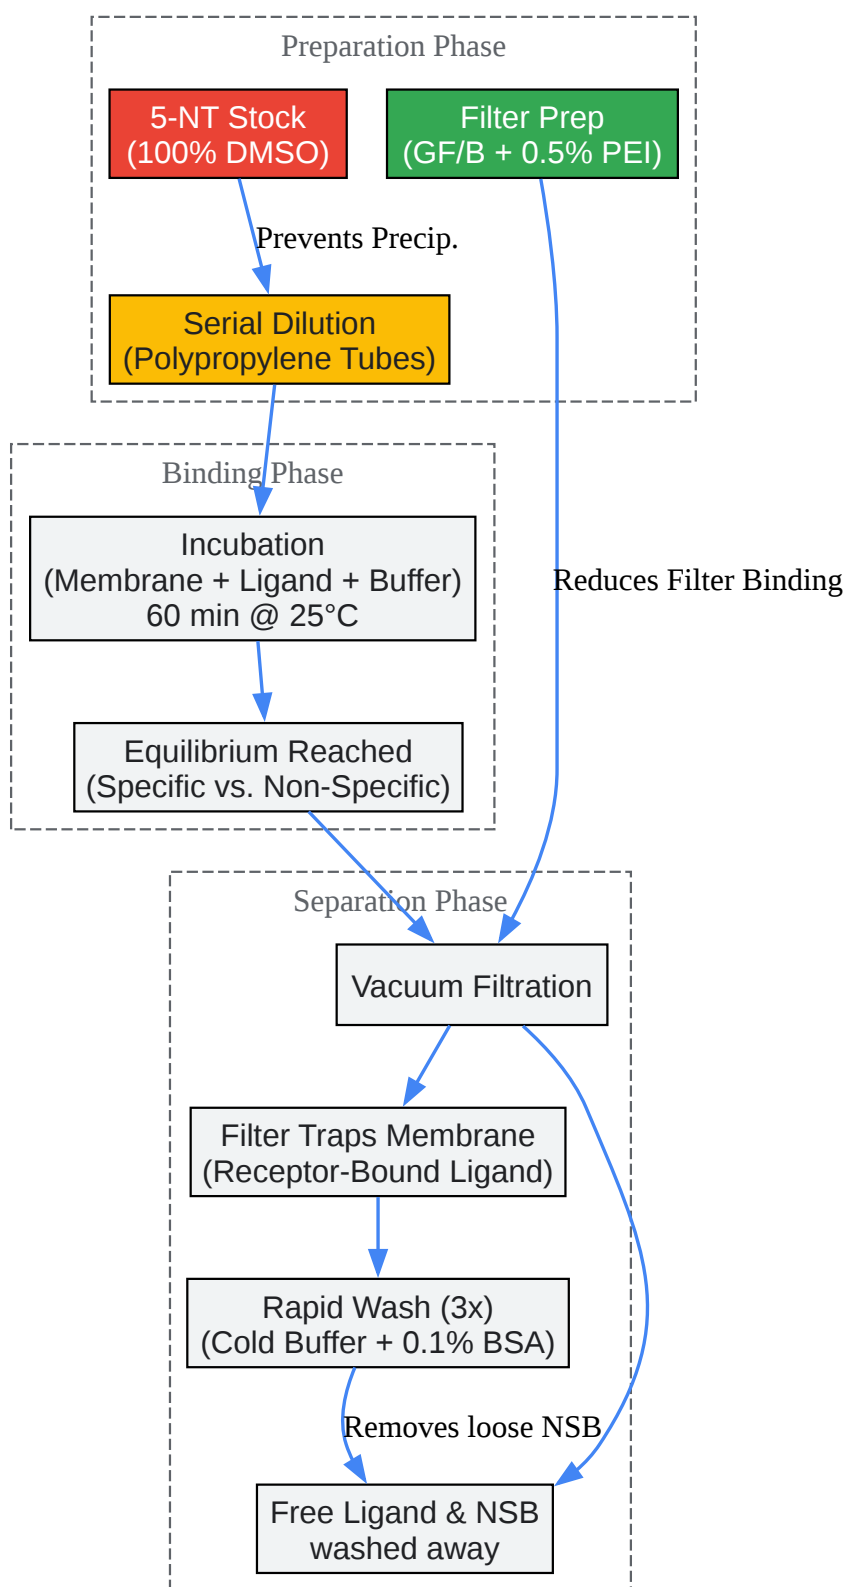 Preparation Phase
5-NT Stock
(100% DMSO)
Filter Prep
(GF/B + 0.5% PEI)
Prevents Precip.
Serial Dilution
(Polypropylene Tubes)
Binding Phase
Incubation
(Membrane + Ligand + Buffer)
60 min @ 25°C
Reduces Filter Binding
Equilibrium Reached
(Specific vs. Non-Specific)
Separation Phase
Vacuum Filtration
Filter Traps Membrane
(Receptor-Bound Ligand)
Rapid Wash (3x)
(Cold Buffer + 0.1% BSA)
Removes loose NSB
Free Ligand & NSB
washed away